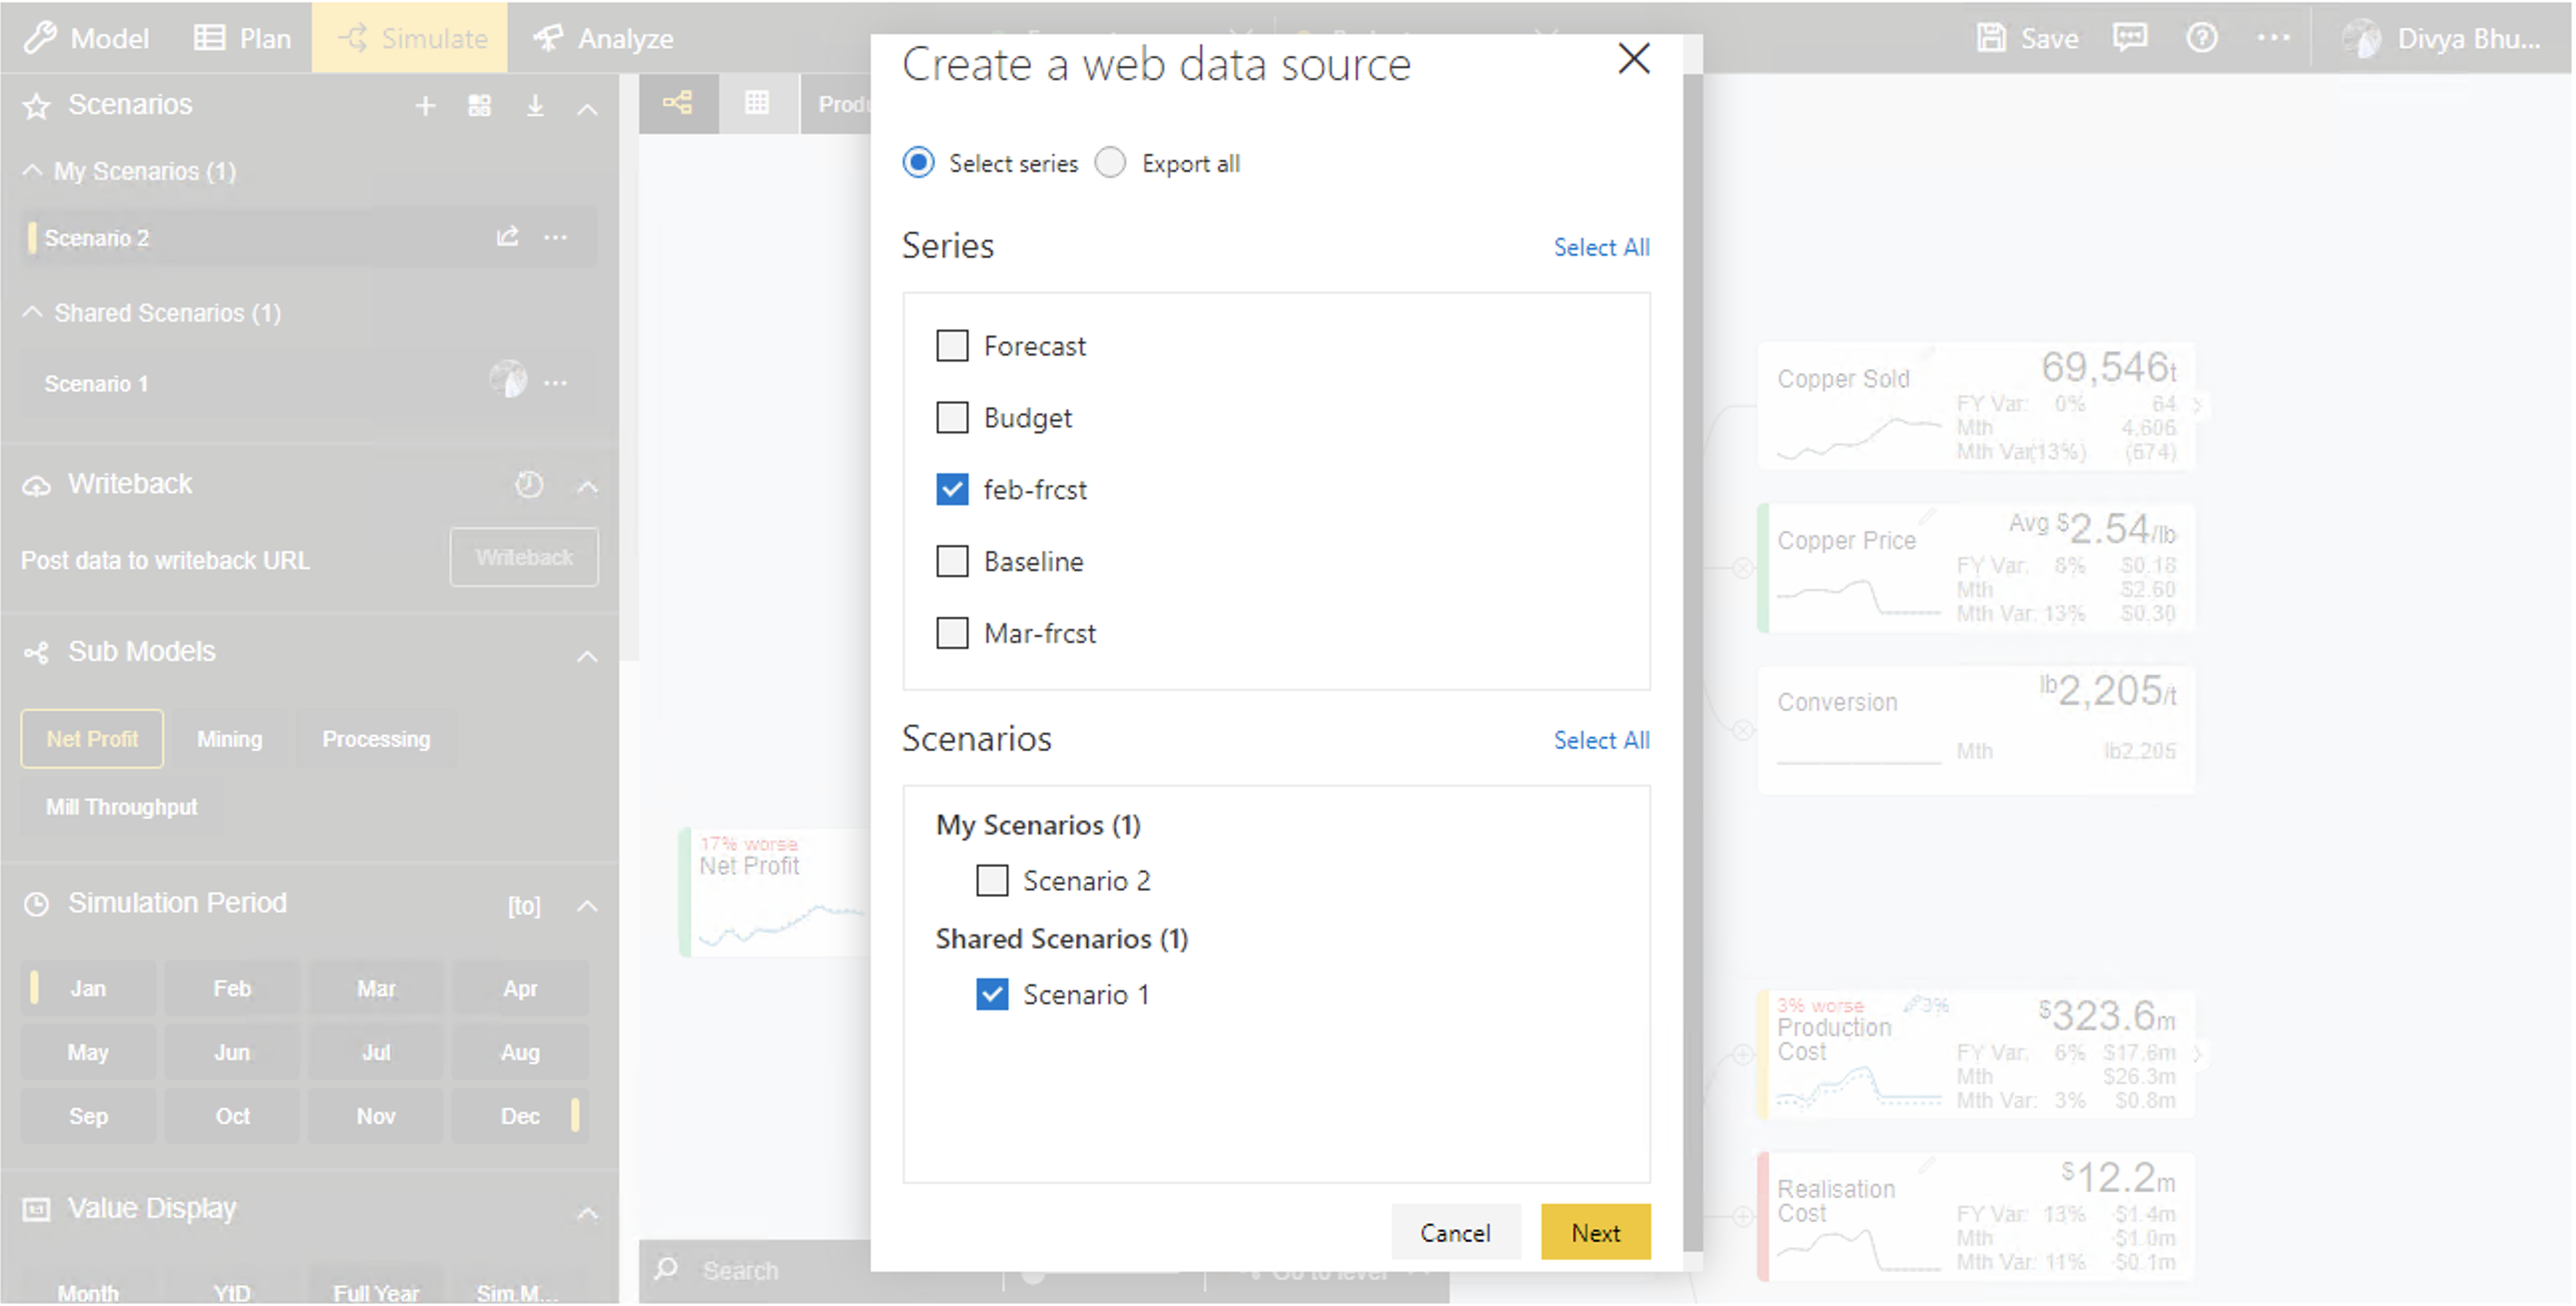 Model Plan Simulate Analyze
Save Divya Bhu...
Scenarios
My Scenarios (1)
Scenario 2
Shared Scenarios (1)
Scenario 1
Writeback
Post data to writeback URL Writeback
Sub Models
Net Profit Mining Processing
Mill Throughput
Simulation Period [to]
Jan Feb Mar Apr
May Jun Jul Aug
Sep Oct Nov Dec
Value Display
Month YtD Full Year Sim.M...
17% worse
Net Profit
Search
Go to level
Create a web data source
Select series Export all
Series Select All
Forecast
Budget
feb-frcst
Baseline
Mar-frcst
Scenarios Select All
My Scenarios (1)
Scenario 2
Shared Scenarios (1)
Scenario 1
Cancel Next
Copper Sold 69,546t
FY Var: 0% 64
Mth 4,606
Mth Var(13%) (674)
Copper Price Avg $2.54/lb
FY Var: 8% $0.18
Mth $2.60
Mth Var: 13% $0.30
Conversion lb2,205/t
Mth lb2,205
3% worse 3%
Production Cost $323.6m
FY Var: 6% $17.6m
Mth $26.3m
Mth Var: 3% $0.8m
Realisation Cost $12.2m
FY Var: 13% $1.4m
Mth $1.0m
Mth Var: 11% $0.1m